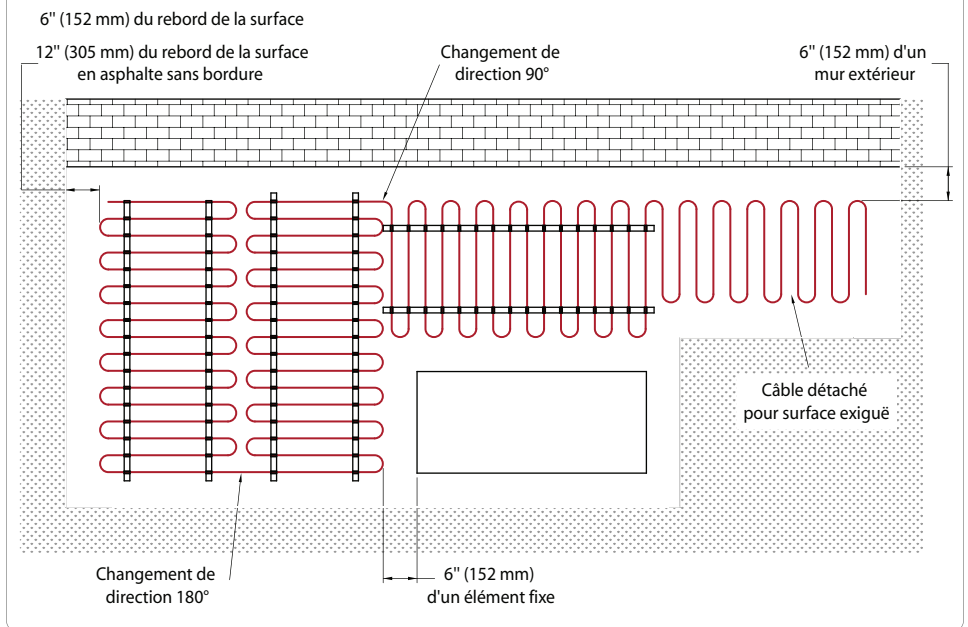 6" (152 mm) du rebord de la surface
12" (305 mm) du rebord de la surface
en asphalte sans bordure
Changement de
direction 90°
6" (152 mm) d'un
mur extérieur
Câble détaché
pour surface exiguë
Changement de
direction 180°
6" (152 mm)
d'un élément fixe